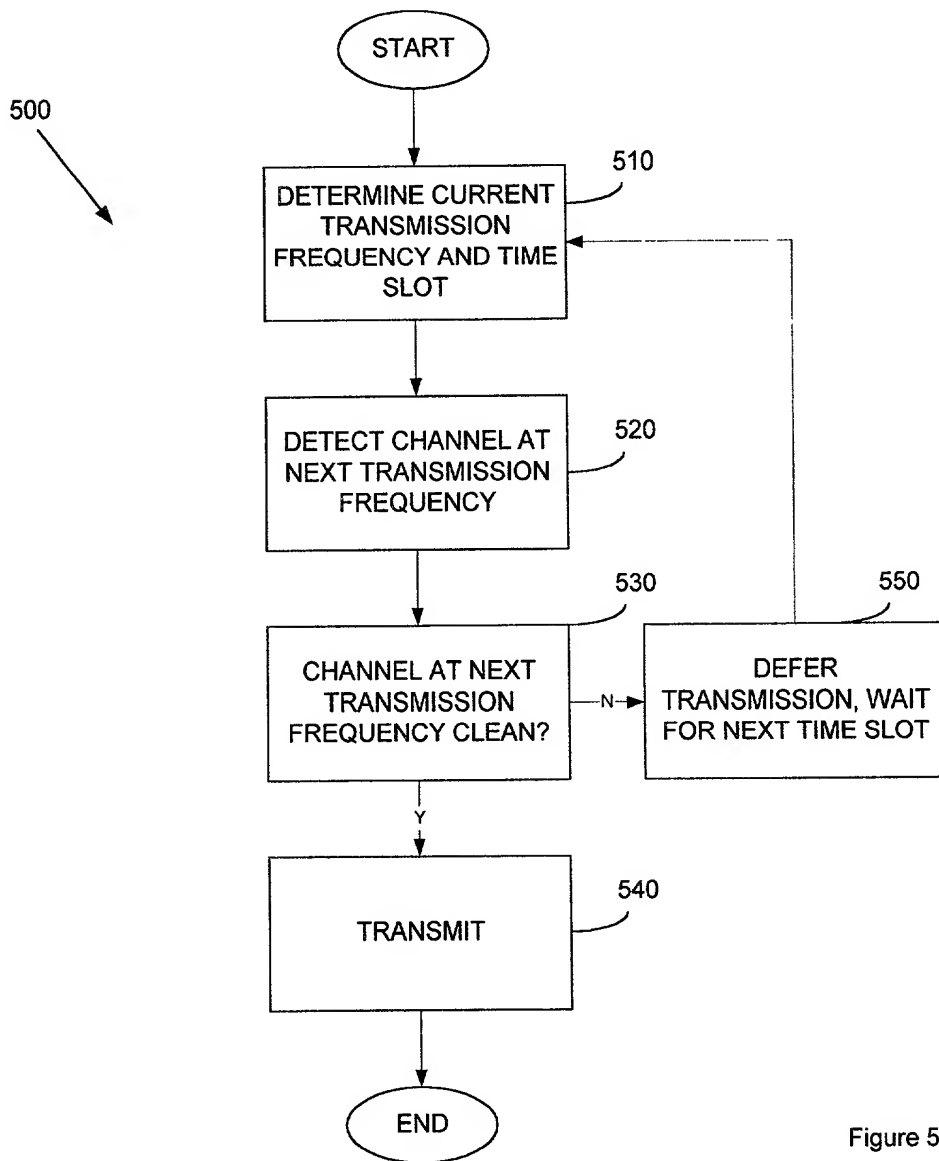 START
500
510
DETERMINE CURRENT
TRANSMISSION
FREQUENCY AND TIME
SLOT
520
DETECT CHANNEL AT
NEXT TRANSMISSION
FREQUENCY
530
CHANNEL AT NEXT
TRANSMISSION
FREQUENCY CLEAN?
N
550
DEFER
TRANSMISSION, WAIT
FOR NEXT TIME SLOT
Y
540
TRANSMIT
END
Figure 5